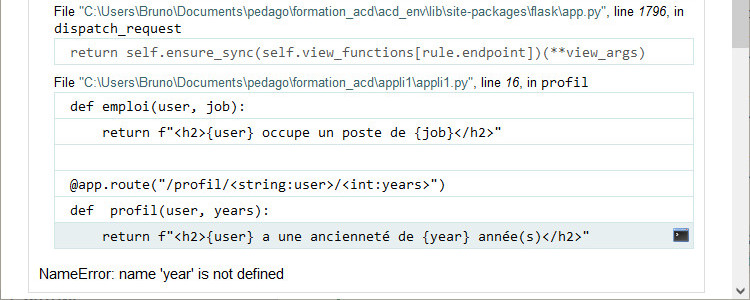 File "C:\Users\Bruno\Documents\pedago\formation_acd\acd_env\lib\site-packages\flask\app.py", line 1796, in
dispatch_request
return self.ensure_sync(self.view_functions[rule.endpoint])(**view_args)
File "C:\Users\Bruno\Documents\pedago\formation_acd\appli1\appli1.py", line 16, in profil
def emploi(user, job):
    return f"<h2>{user} occupe un poste de {job}</h2>"
@app.route("/profil/<string:user>/<int:years>")
def  profil(user, years):
    return f"<h2>{user} a une ancienneté de {year} année(s)</h2>"
NameError: name 'year' is not defined